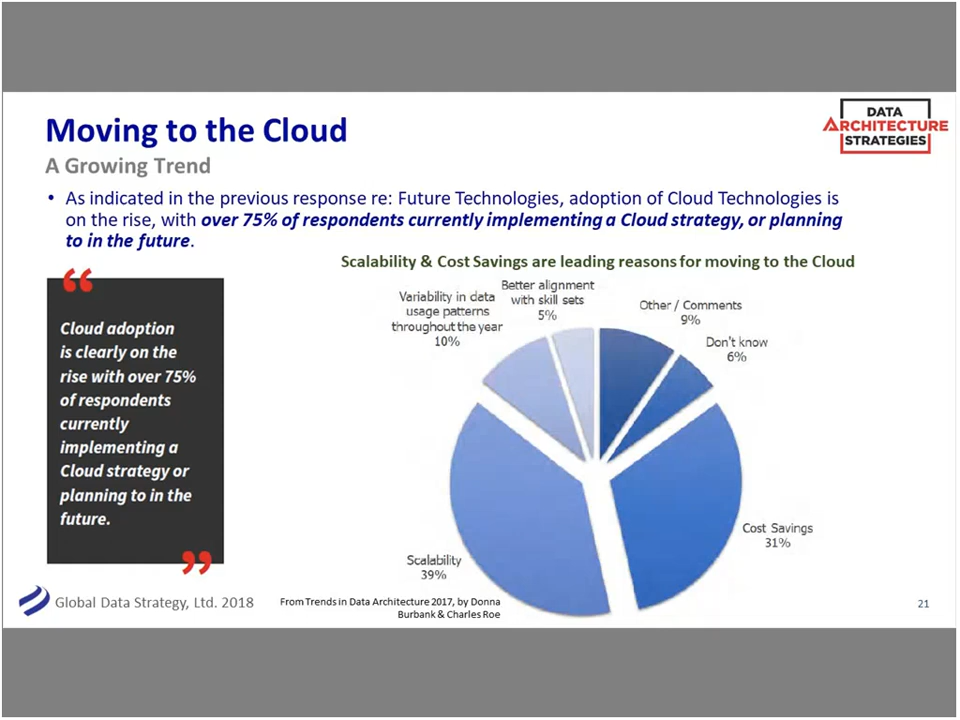 Moving to the Cloud
A Growing Trend
DATA
ARCHITECTURE
STRATEGIES
• As indicated in the previous response re: Future Technologies, adoption of Cloud Technologies is
on the rise, with over 75% of respondents currently implementing a Cloud strategy, or planning
to in the future.
Scalability & Cost Savings are leading reasons for moving to the Cloud
“
Cloud adoption
is clearly on the
rise with over 75%
of respondents
currently
implementing a
Cloud strategy or
planning to in the
future.
”
Variability in data
usage patterns
throughout the year
10%
Better alignment
with skill sets
5%
Other / Comments
9%
Don't know
6%
Cost Savings
31%
Scalability
39%
Global Data Strategy, Ltd. 2018
From Trends in Data Architecture 2017, by Donna
Burbank & Charles Roe
21